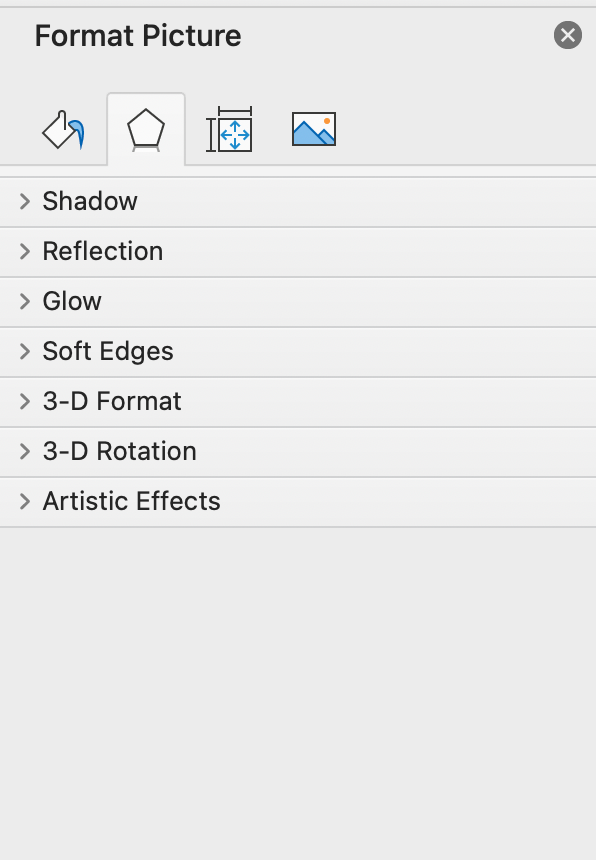 Format Picture
Shadow
Reflection
Glow
Soft Edges
3-D Format
3-D Rotation
Artistic Effects